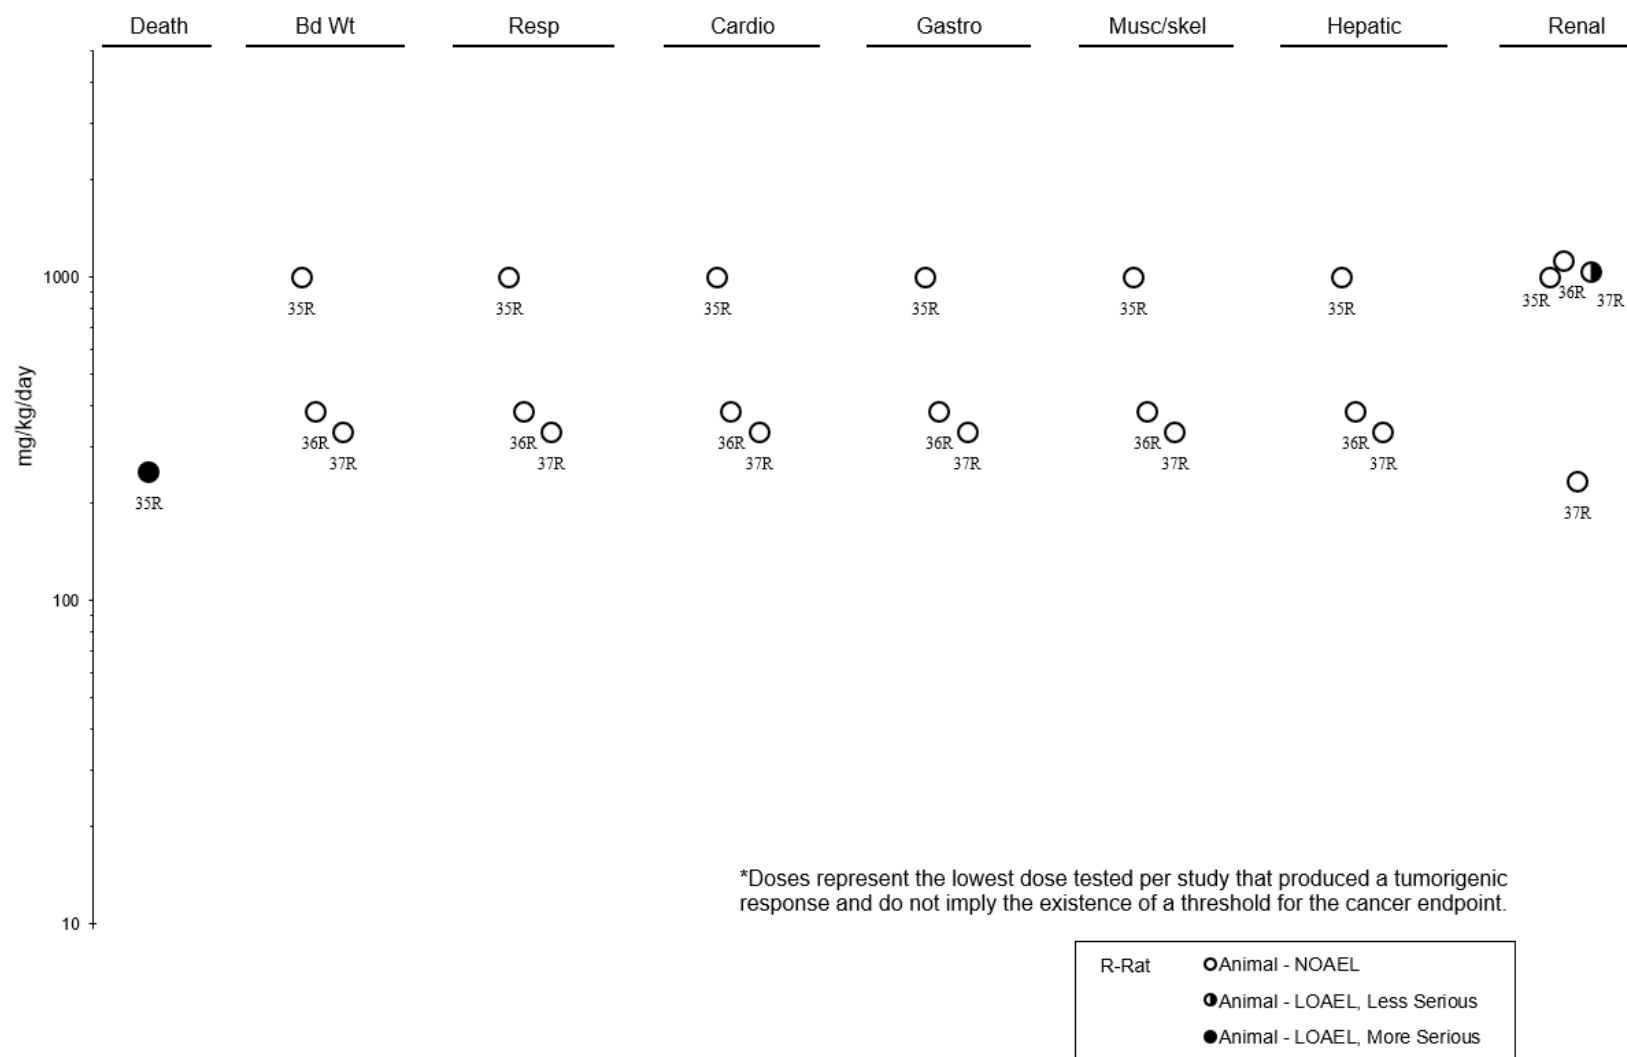 Death Bd Wt Resp Cardio Gastro Musc/skel Hepatic Renal
mg/kg/day
1000
35R 35R 35R 35R 35R 35R 35R 36R 37R
36R 36R 36R 36R 36R 36R
37R 37R 37R 37R 37R 37R
35R 37R
100
10
*Doses represent the lowest dose tested per study that produced a tumorigenic
response and do not imply the existence of a threshold for the cancer endpoint.
R-Rat Animal - NOAEL
Animal - LOAEL, Less Serious
Animal - LOAEL, More Serious